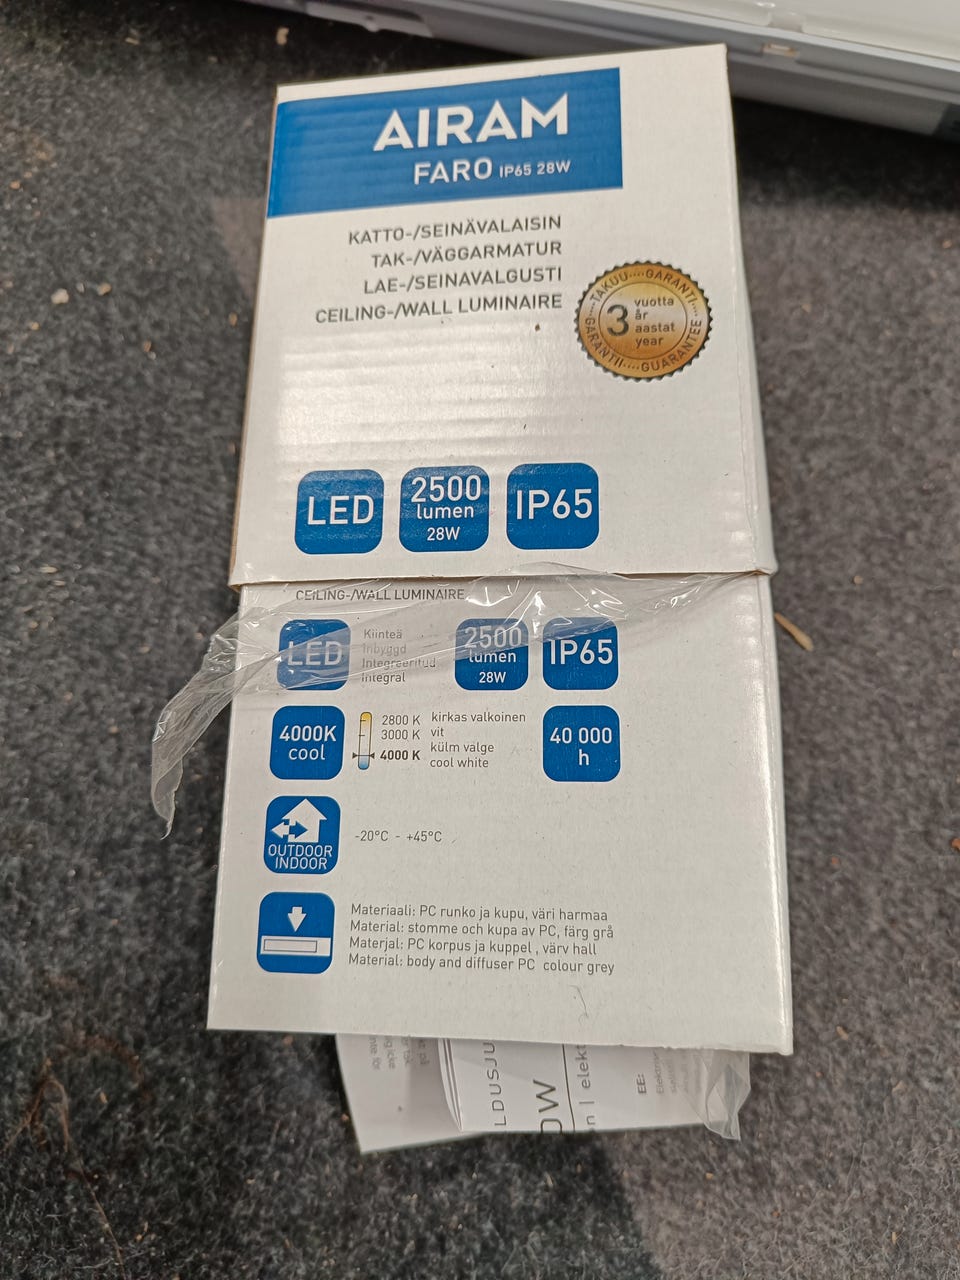 AIRAM
FARO IP65 28W
KATTO-/SEINÄVALAISIN
TAK-/VÄGGARMATUR
LAE-/SEINAVALGUSTI
CEILING-/WALL LUMINAIRE
TAKUU····GARANTI····GUARANTEE····GARANTII····
3 vuotta
år
aastat
year
LED
2500
lumen
28W
IP65
CEILING-/WALL LUMINAIRE
LED
Kiinteä
Inbyggd
Integreeritud
Integral
2500
lumen
28W
IP65
4000K
cool
2800 K
3000 K
4000 K
kirkas valkoinen
vit
külm valge
cool white
40 000
h
OUTDOOR
INDOOR
-20°C - +45°C
Materiaali: PC runko ja kupu, väri harmaa
Material: stomme och kupa av PC, färg grå
Materjal: PC korpus ja kuppel , värv hall
Material: body and diffuser PC colour grey
LDUSJU
OW
n | elekt
EE: